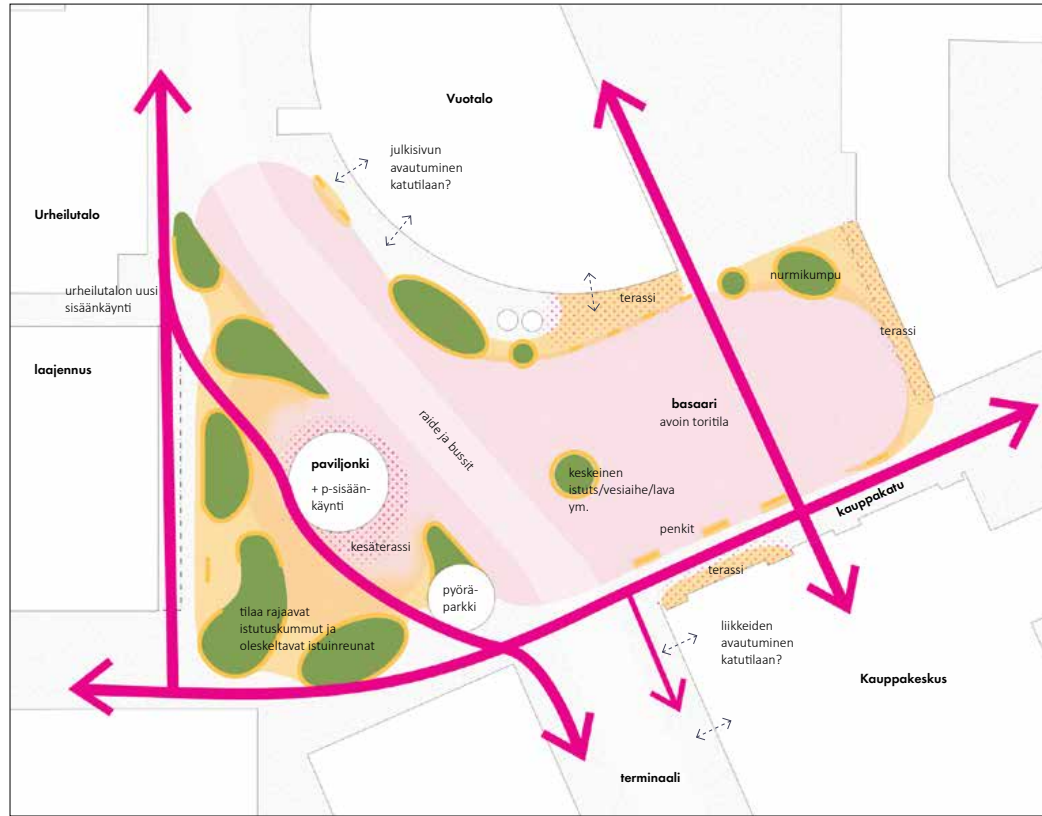 Vuotalo
julkisivun
avautuminen
katutilaan?
Urheilutalo
urheilutalon uusi
sisäänkäynti
nurmikumpu
terassi
terassi
laajennus
raide ja bussit
basaari
avoin toritila
paviljonki
+ p-sisään-
käynti
keskeinen
istuts/vesiaihe/lava
ym.
kauppakatu
penkit
kesäterassi
terassi
pyörä-
parkki
tilaa rajaavat
istutuskummut ja
oleskeltavat istuinreunat
liikkeiden
avautuminen
katutilaan?
Kauppakeskus
terminaali